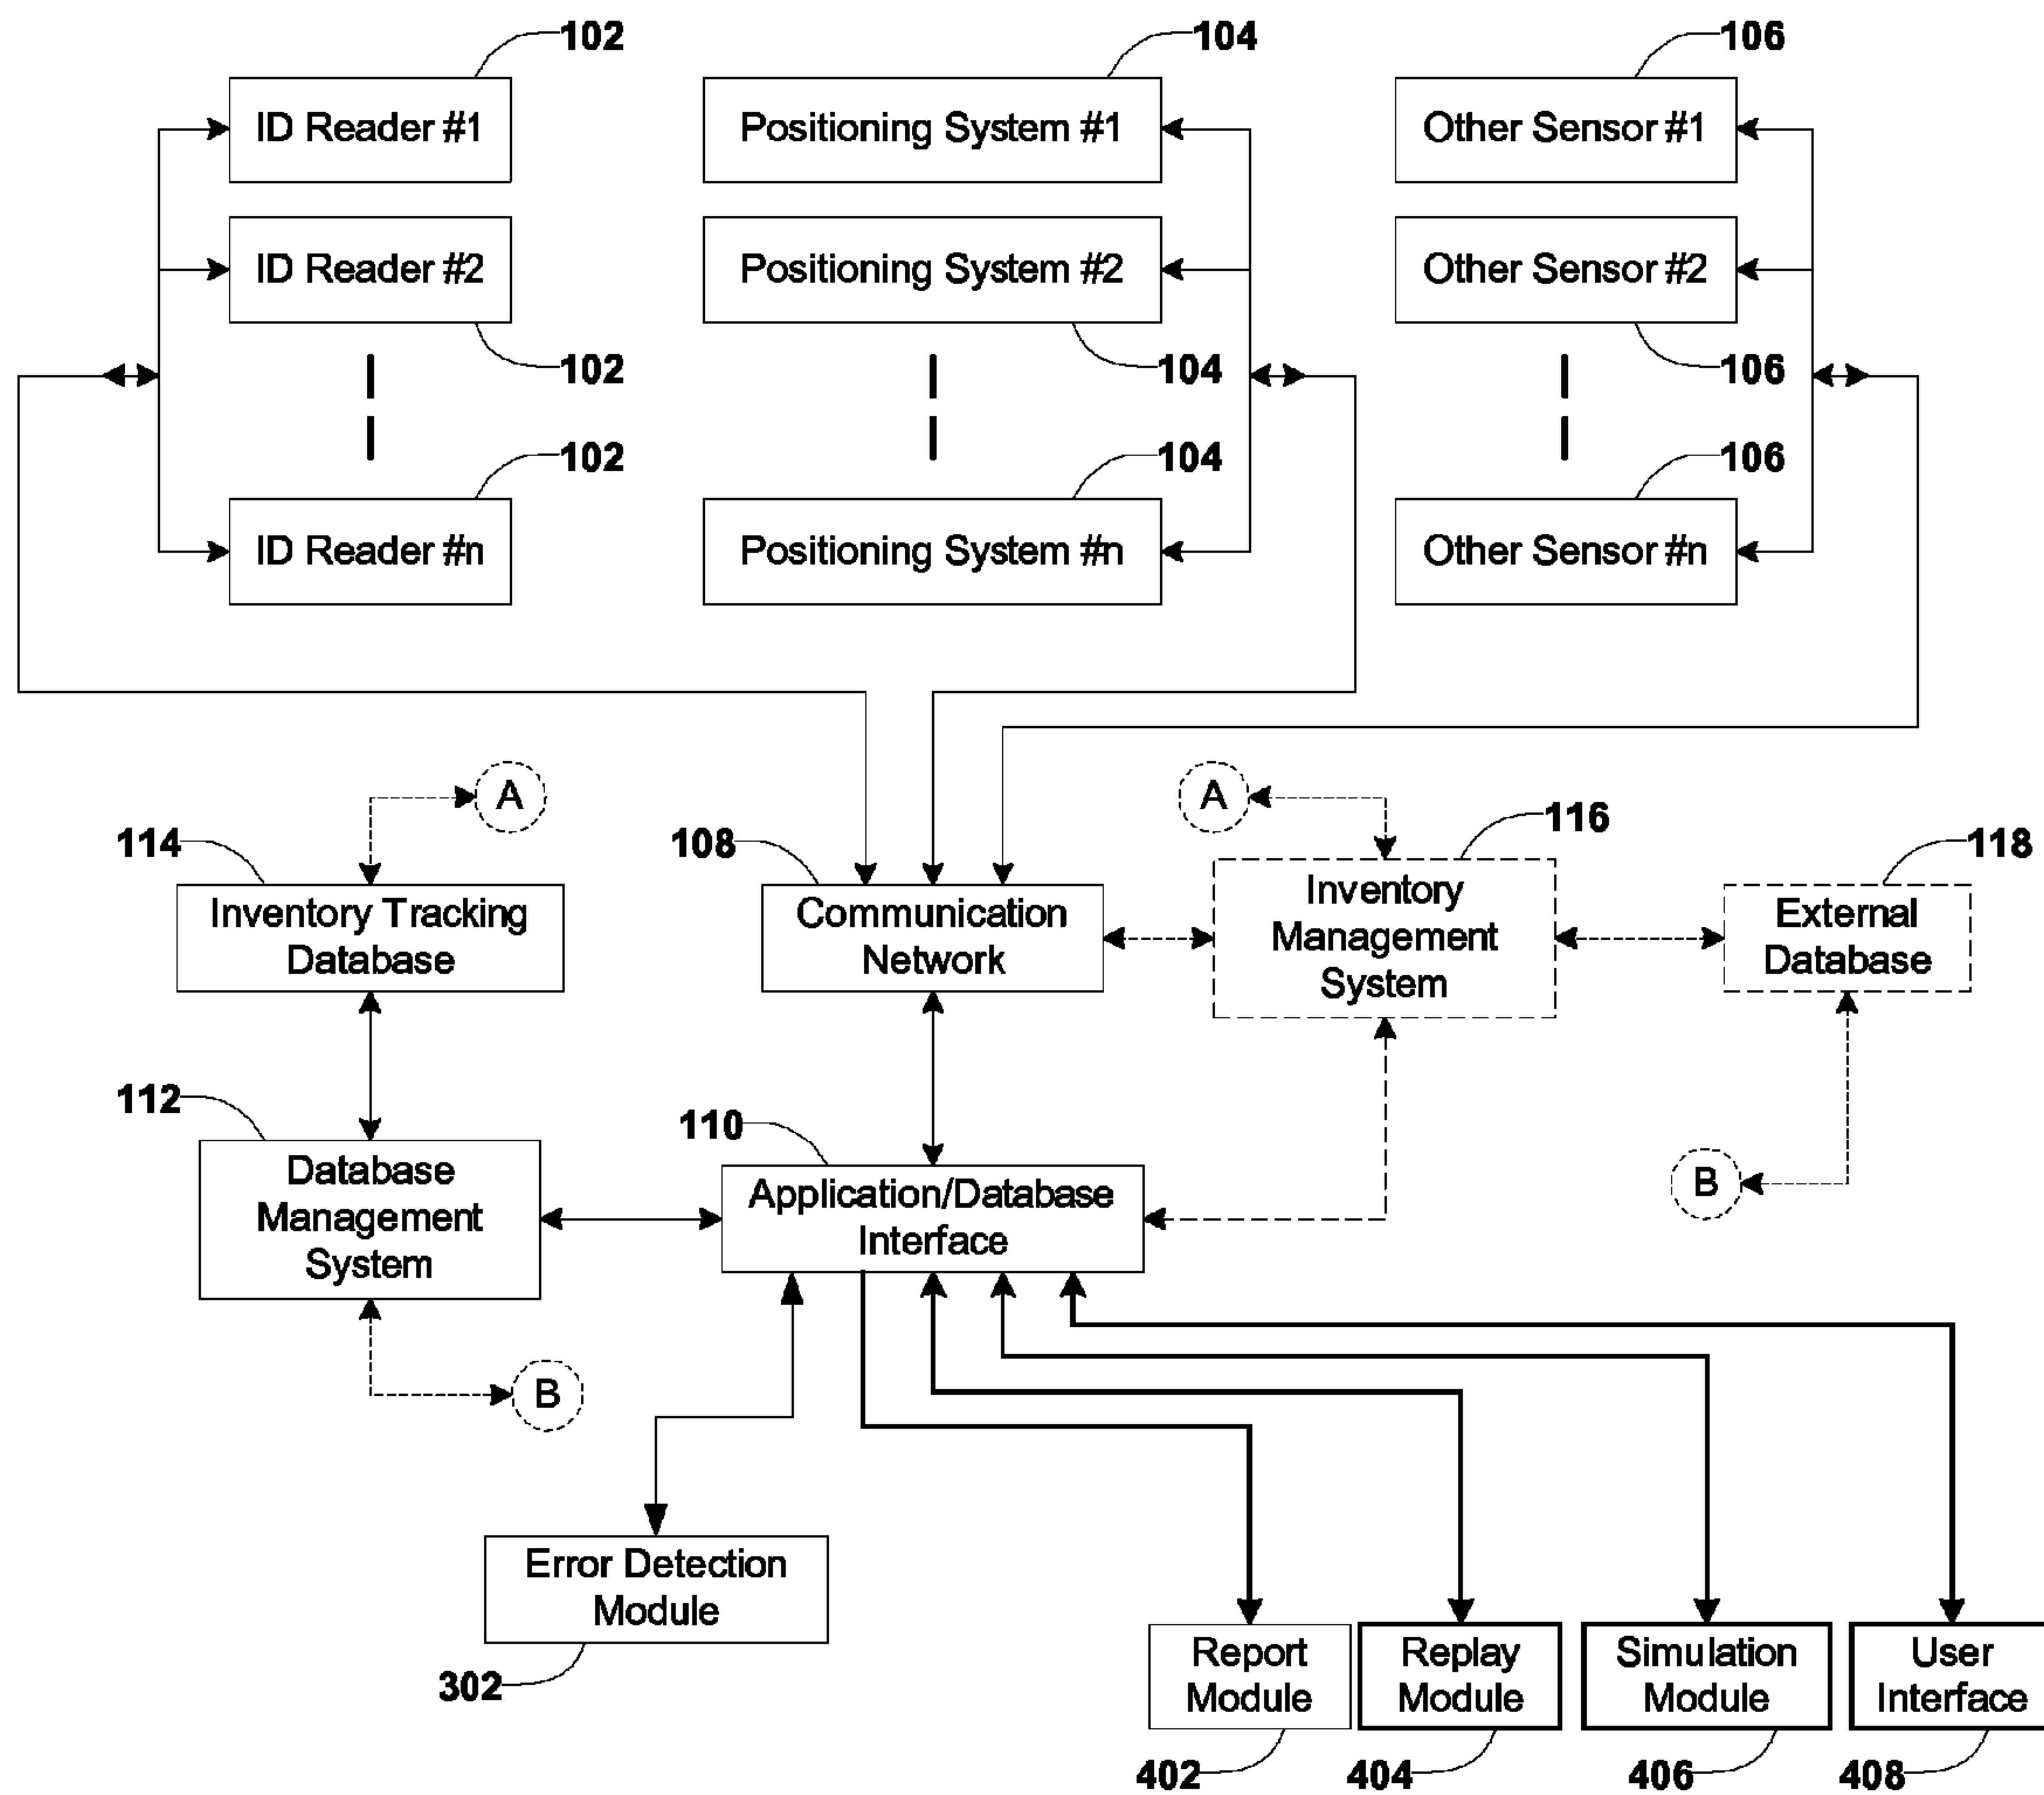 102
104
106
ID Reader #1
Positioning System #1
Other Sensor #1
ID Reader #2
Positioning System #2
Other Sensor #2
102
104
106
102
104
106
ID Reader #n
Positioning System #n
Other Sensor #n
A
A
114
108
116
118
Inventory Tracking
Database
Communication
Network
Inventory
Management
System
External
Database
112
110
B
Database
Management
System
Application/Database
Interface
B
Error Detection
Module
302
Report
Module
Replay
Module
Simulation
Module
User
Interface
402
404
406
408